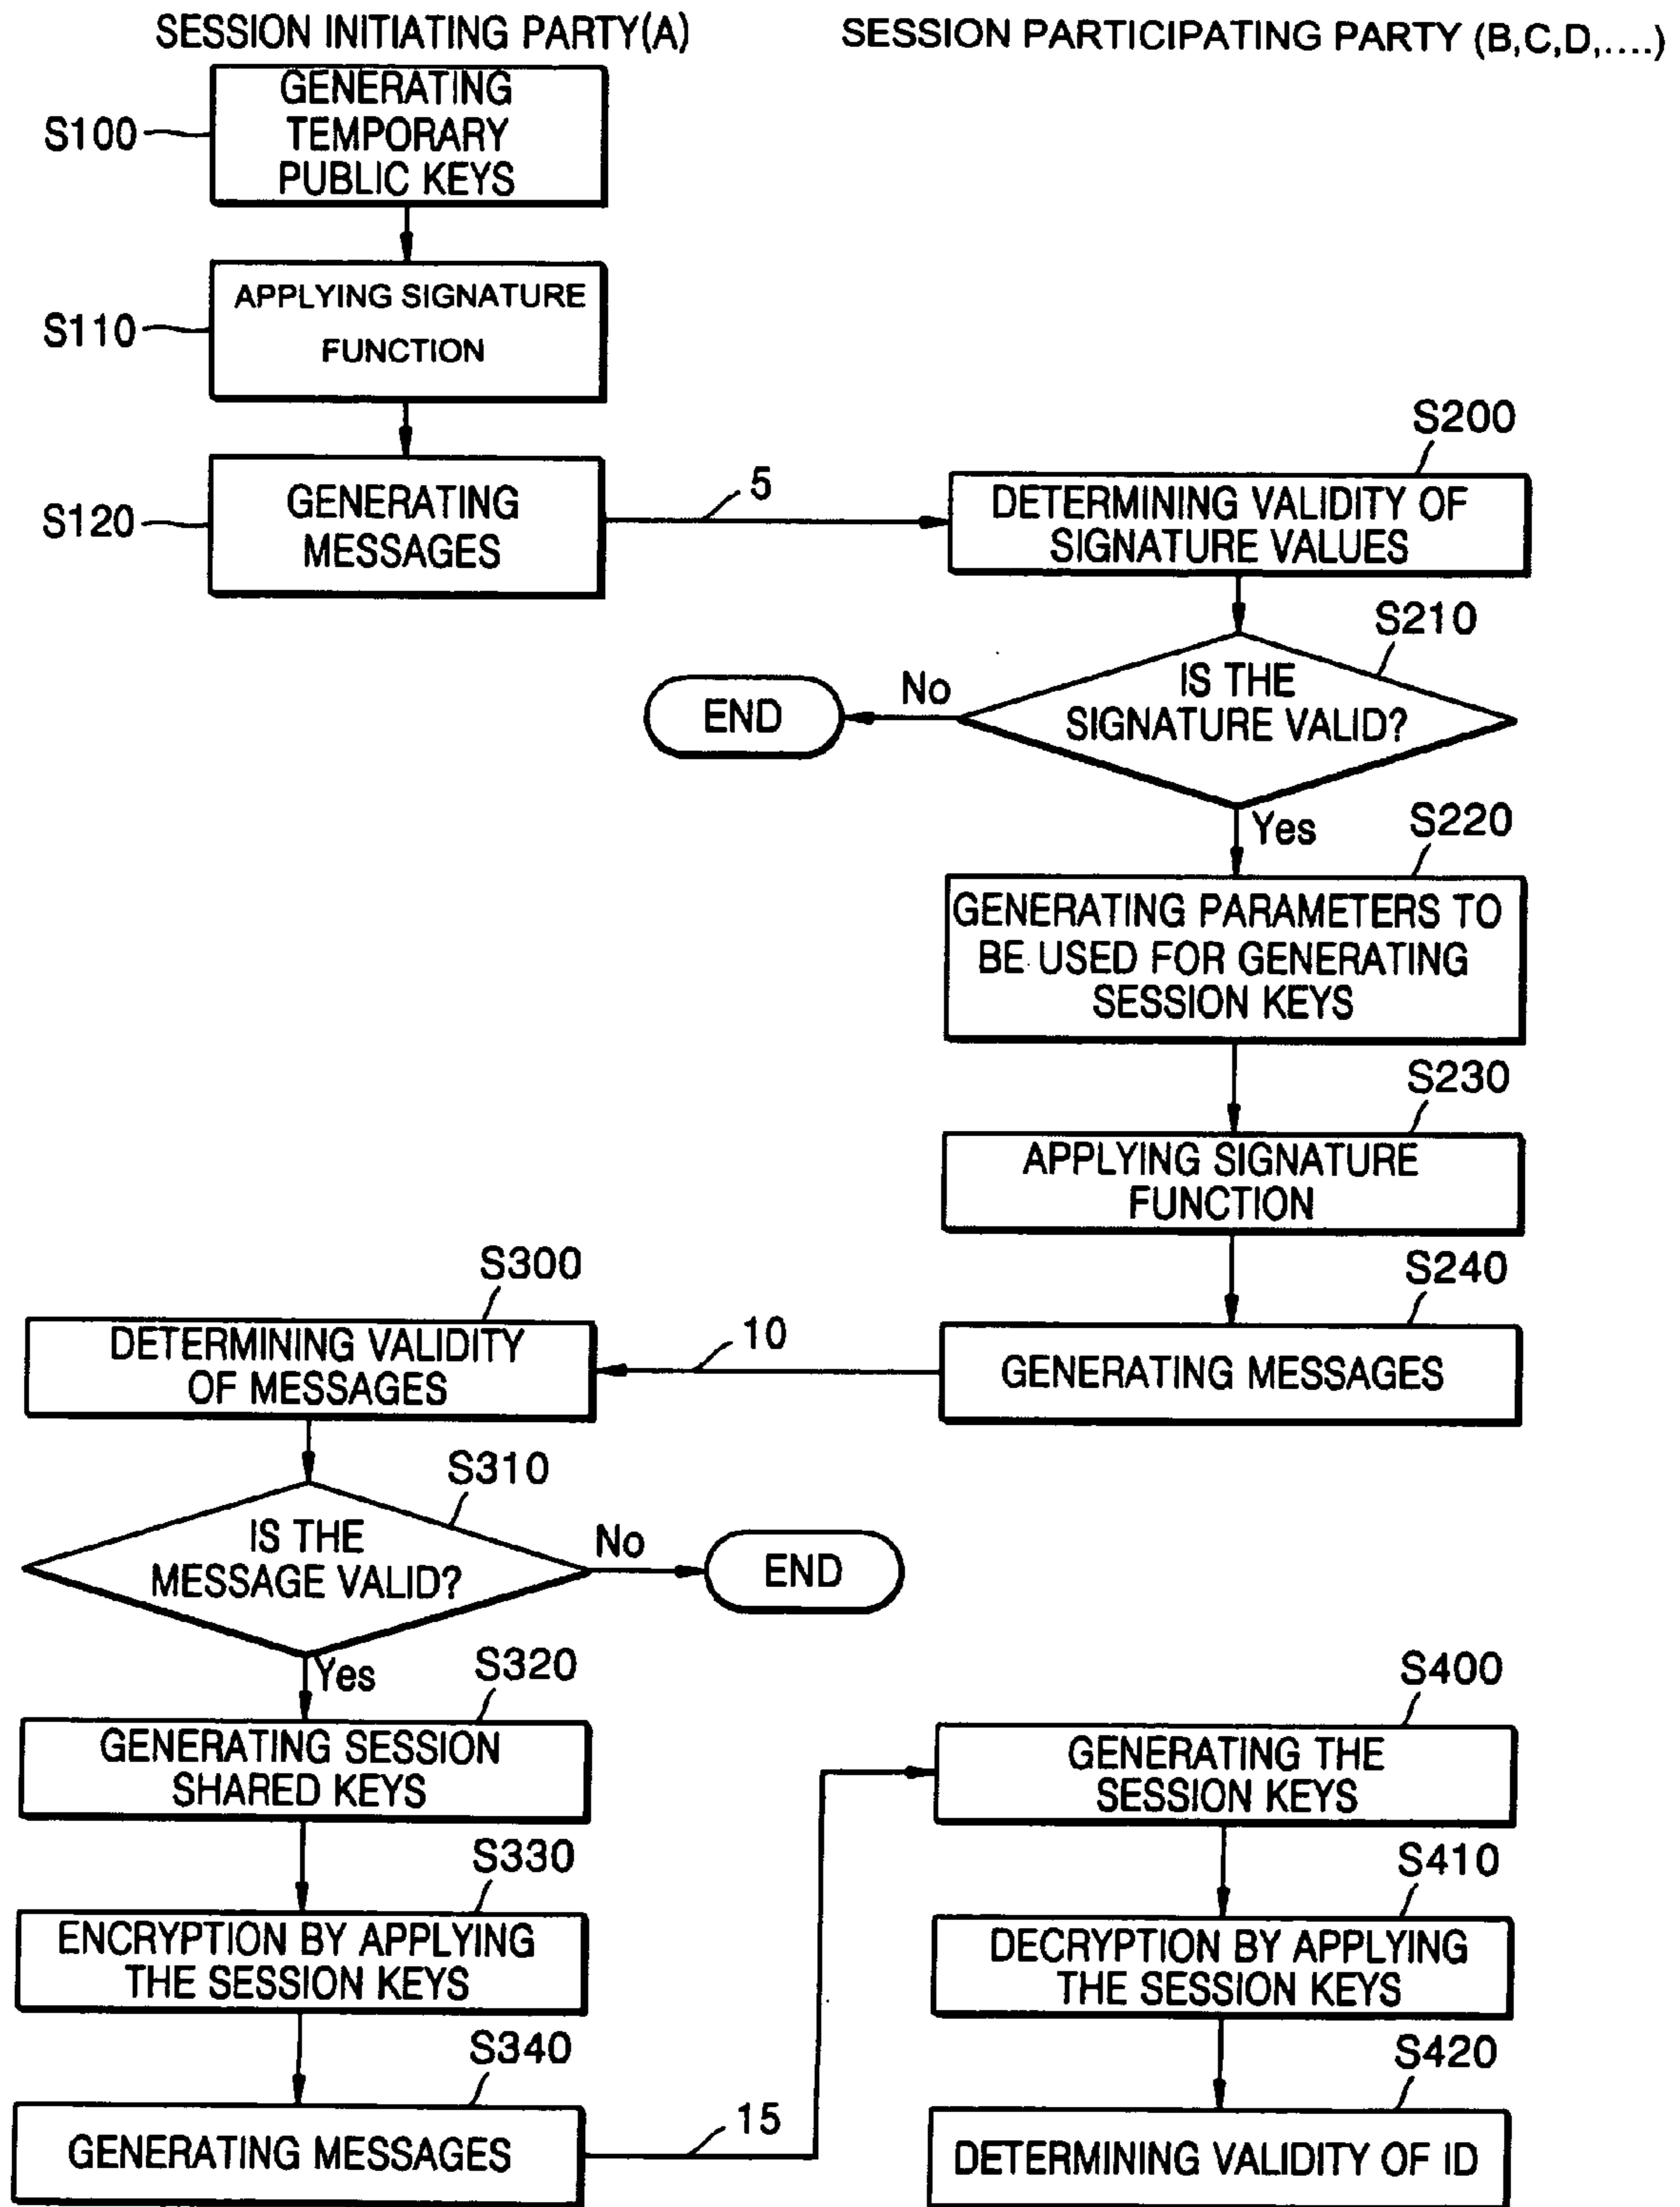 SESSION INITIATING PARTY(A)
SESSION PARTICIPATING PARTY (B,C,D,....)
S100
GENERATING
TEMPORARY
PUBLIC KEYS
S110
APPLYING SIGNATURE
FUNCTION
S120
GENERATING
MESSAGES
5
S200
DETERMINING VALIDITY OF
SIGNATURE VALUES
S210
IS THE
SIGNATURE VALID?
No
END
Yes
S220
GENERATING PARAMETERS TO
BE USED FOR GENERATING
SESSION KEYS
S230
APPLYING SIGNATURE
FUNCTION
S240
GENERATING MESSAGES
10
S300
DETERMINING VALIDITY
OF MESSAGES
S310
IS THE
MESSAGE VALID?
No
END
Yes
S320
GENERATING SESSION
SHARED KEYS
S330
ENCRYPTION BY APPLYING
THE SESSION KEYS
S340
GENERATING MESSAGES
15
S400
GENERATING THE
SESSION KEYS
S410
DECRYPTION BY APPLYING
THE SESSION KEYS
S420
DETERMINING VALIDITY OF ID